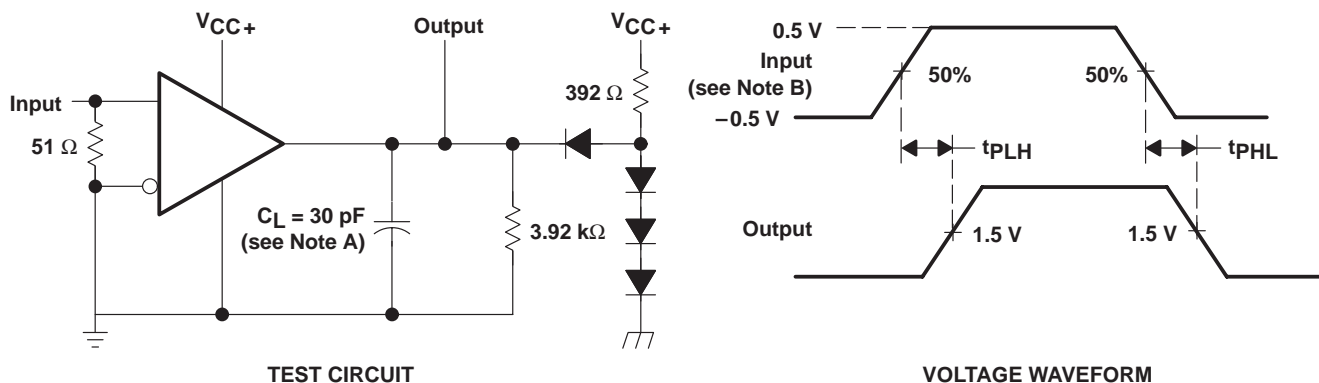 VCC+
Output
VCC+
392 Ω
Input
51 Ω
CL = 30 pF
(see Note A)
3.92 kΩ
TEST CIRCUIT
0.5 V
Input
(see Note B)
50%
50%
−0.5 V
tPLH
tPHL
Output
1.5 V
1.5 V
VOLTAGE WAVEFORM